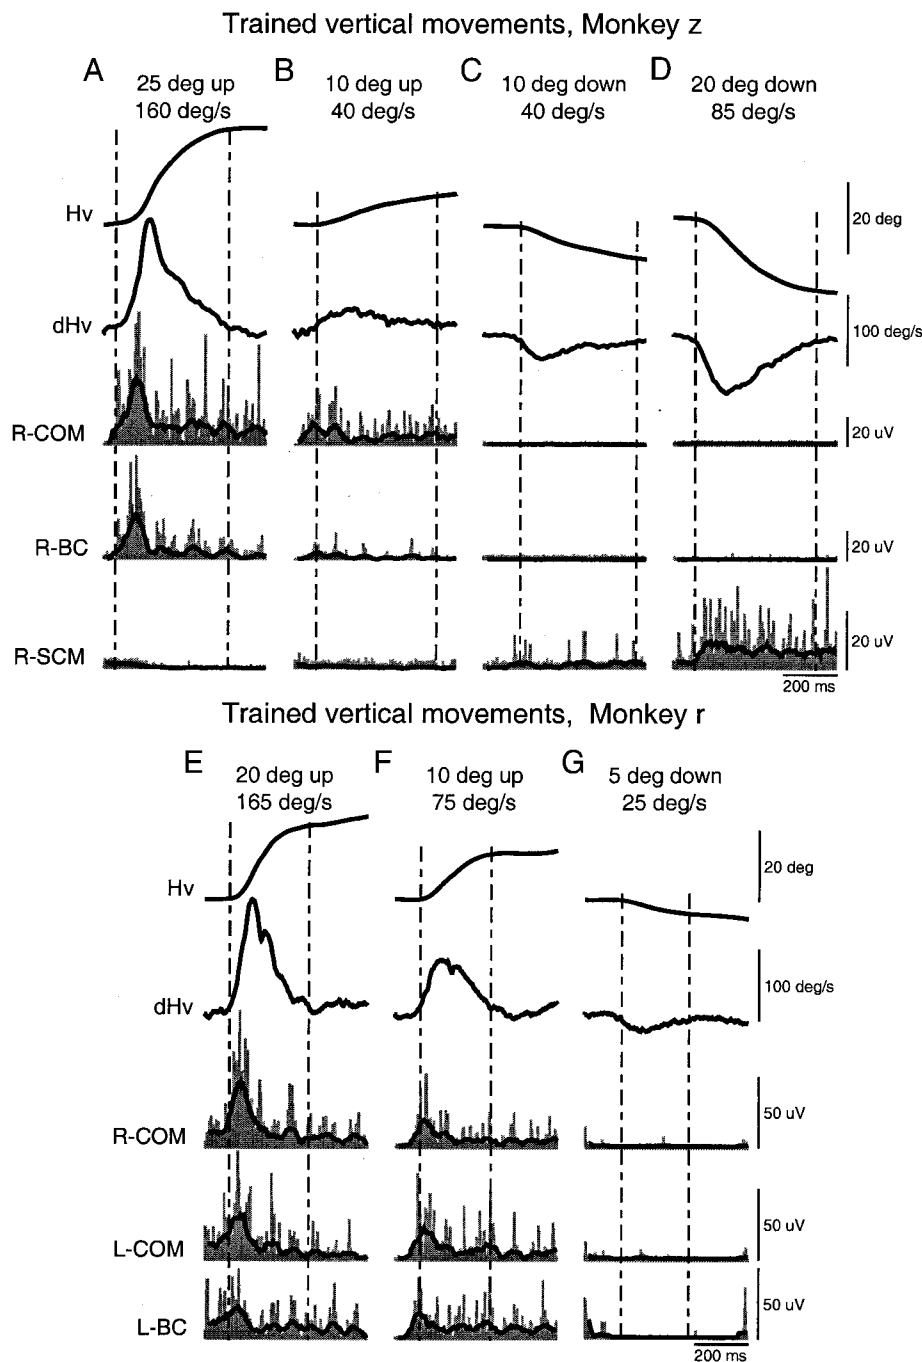 Trained vertical movements, Monkey z
A
B
C
D
25 deg up
160 deg/s
10 deg up
40 deg/s
10 deg down
40 deg/s
20 deg down
85 deg/s
Hv
20 deg
dHv
100 deg/s
R-COM
20 uV
R-BC
20 uV
R-SCM
20 uV
200 ms
Trained vertical movements, Monkey r
E
F
G
20 deg up
165 deg/s
10 deg up
75 deg/s
5 deg down
25 deg/s
Hv
20 deg
dHv
100 deg/s
R-COM
50 uV
L-COM
50 uV
L-BC
50 uV
200 ms